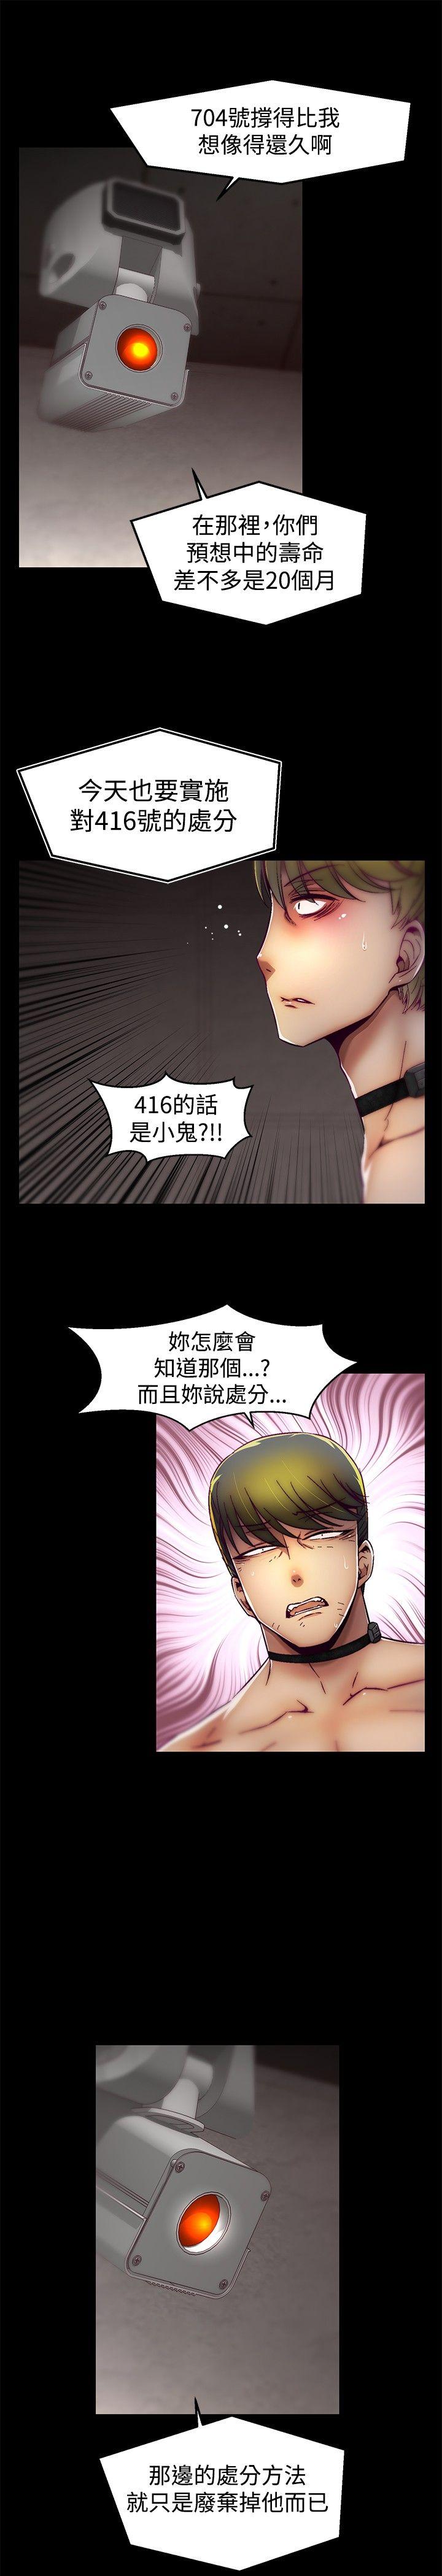 704號撐得比我
想像得還久啊
在那裡，你們
預想中的壽命
差不多是20個月
今天也要實施
對416號的處分
416的話
是小鬼?!!
妳怎麼會
知道那個...?
而且妳說處分...
那邊的處分方法
就只是廢棄掉他而已